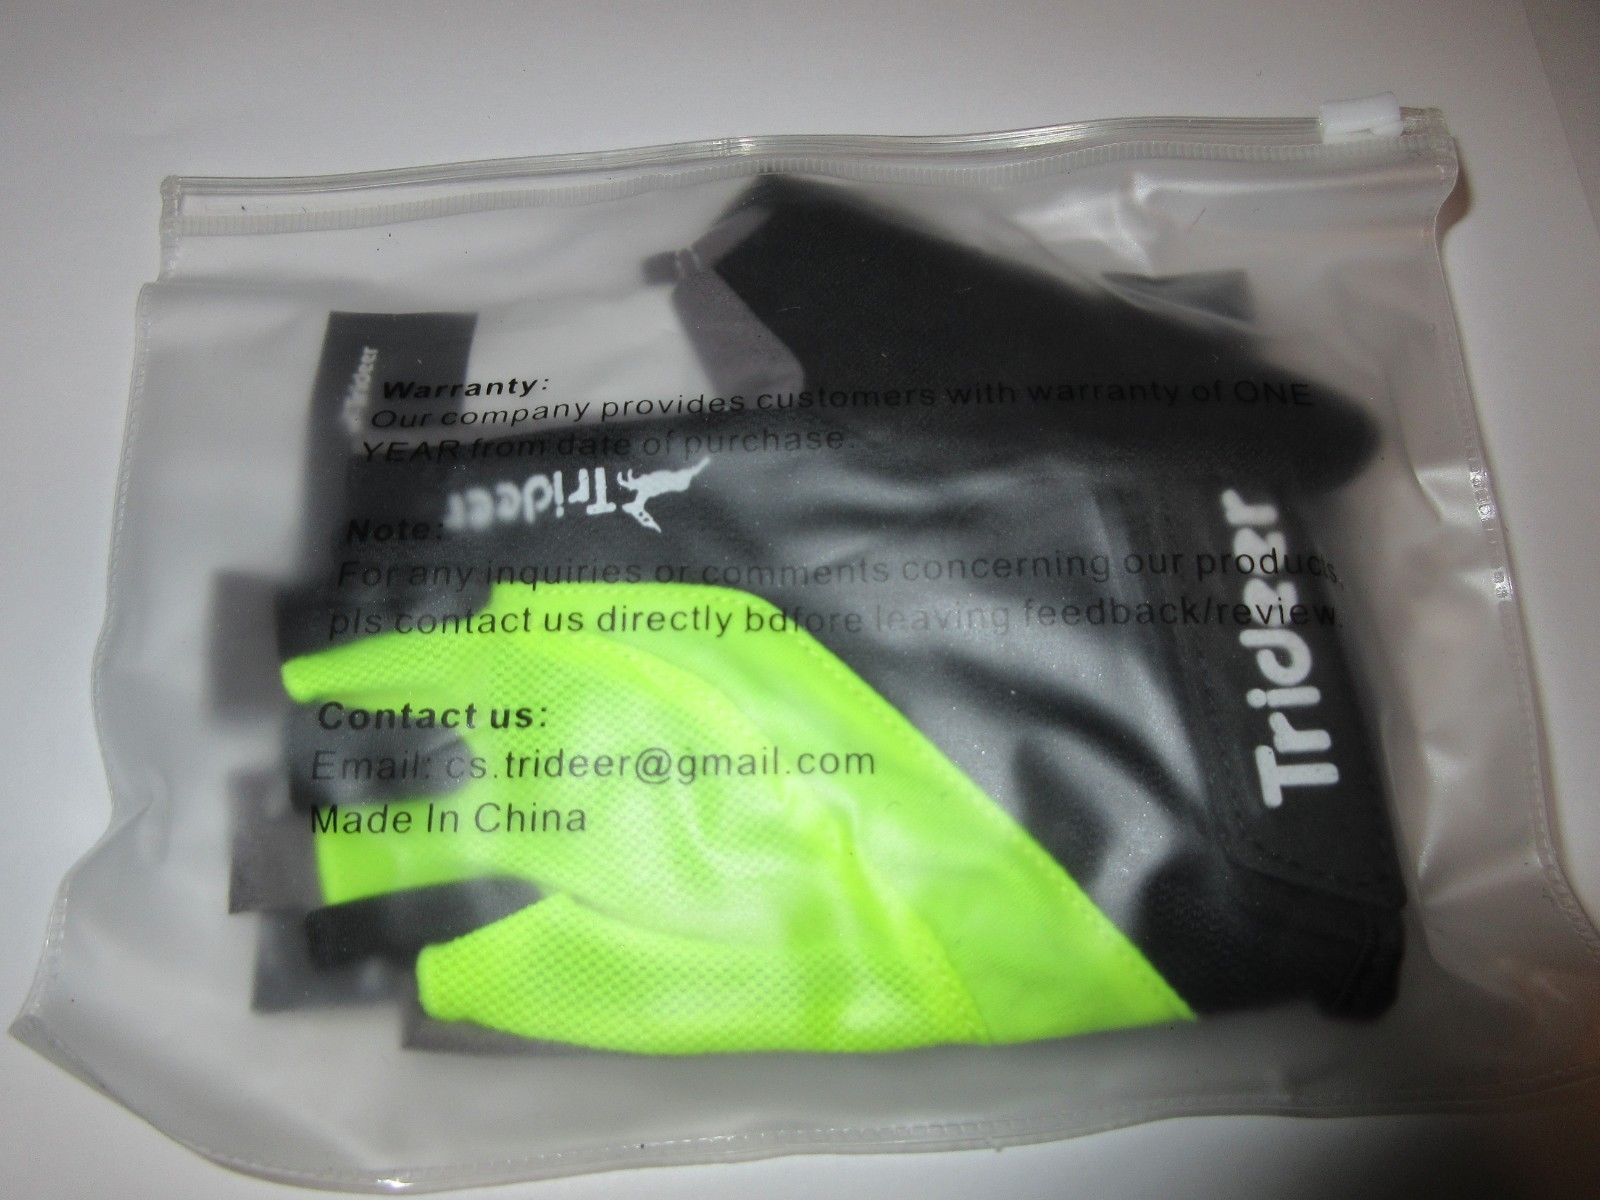 Trideer
Warranty:
Our company provides customers with warranty of ONE
YEAR from date of purchase.
Trideer
Note:
For any inquiries or comments concerning our products,
pls contact us directly bdfore leaving feedback/review.
Trideer
Contact us:
Email: cs.trideer@gmail.com
Made In China